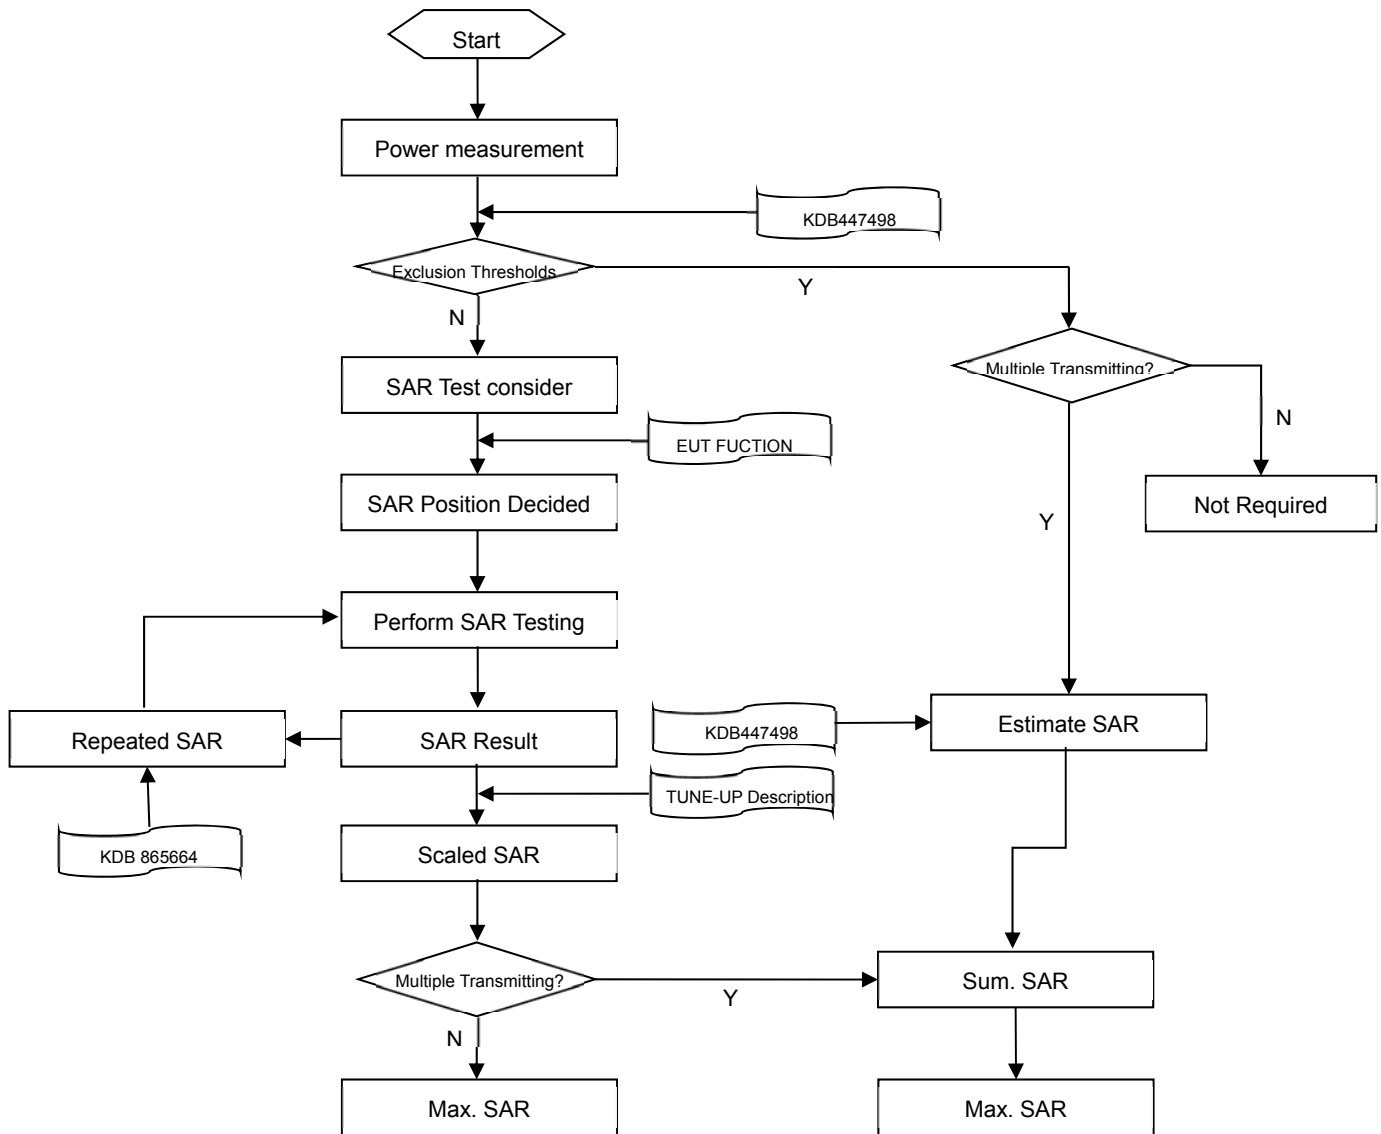 Start
Power measurement
KDB447498
Exclusion Thresholds
Y
N
Multiple Transmitting?
SAR Test consider
N
EUT FUCTION
SAR Position Decided
Not Required
Y
Perform SAR Testing
Repeated SAR
SAR Result
KDB447498
Estimate SAR
TUNE-UP Description
KDB 865664
Scaled SAR
Multiple Transmitting?
Y
Sum. SAR
N
Max. SAR
Max. SAR